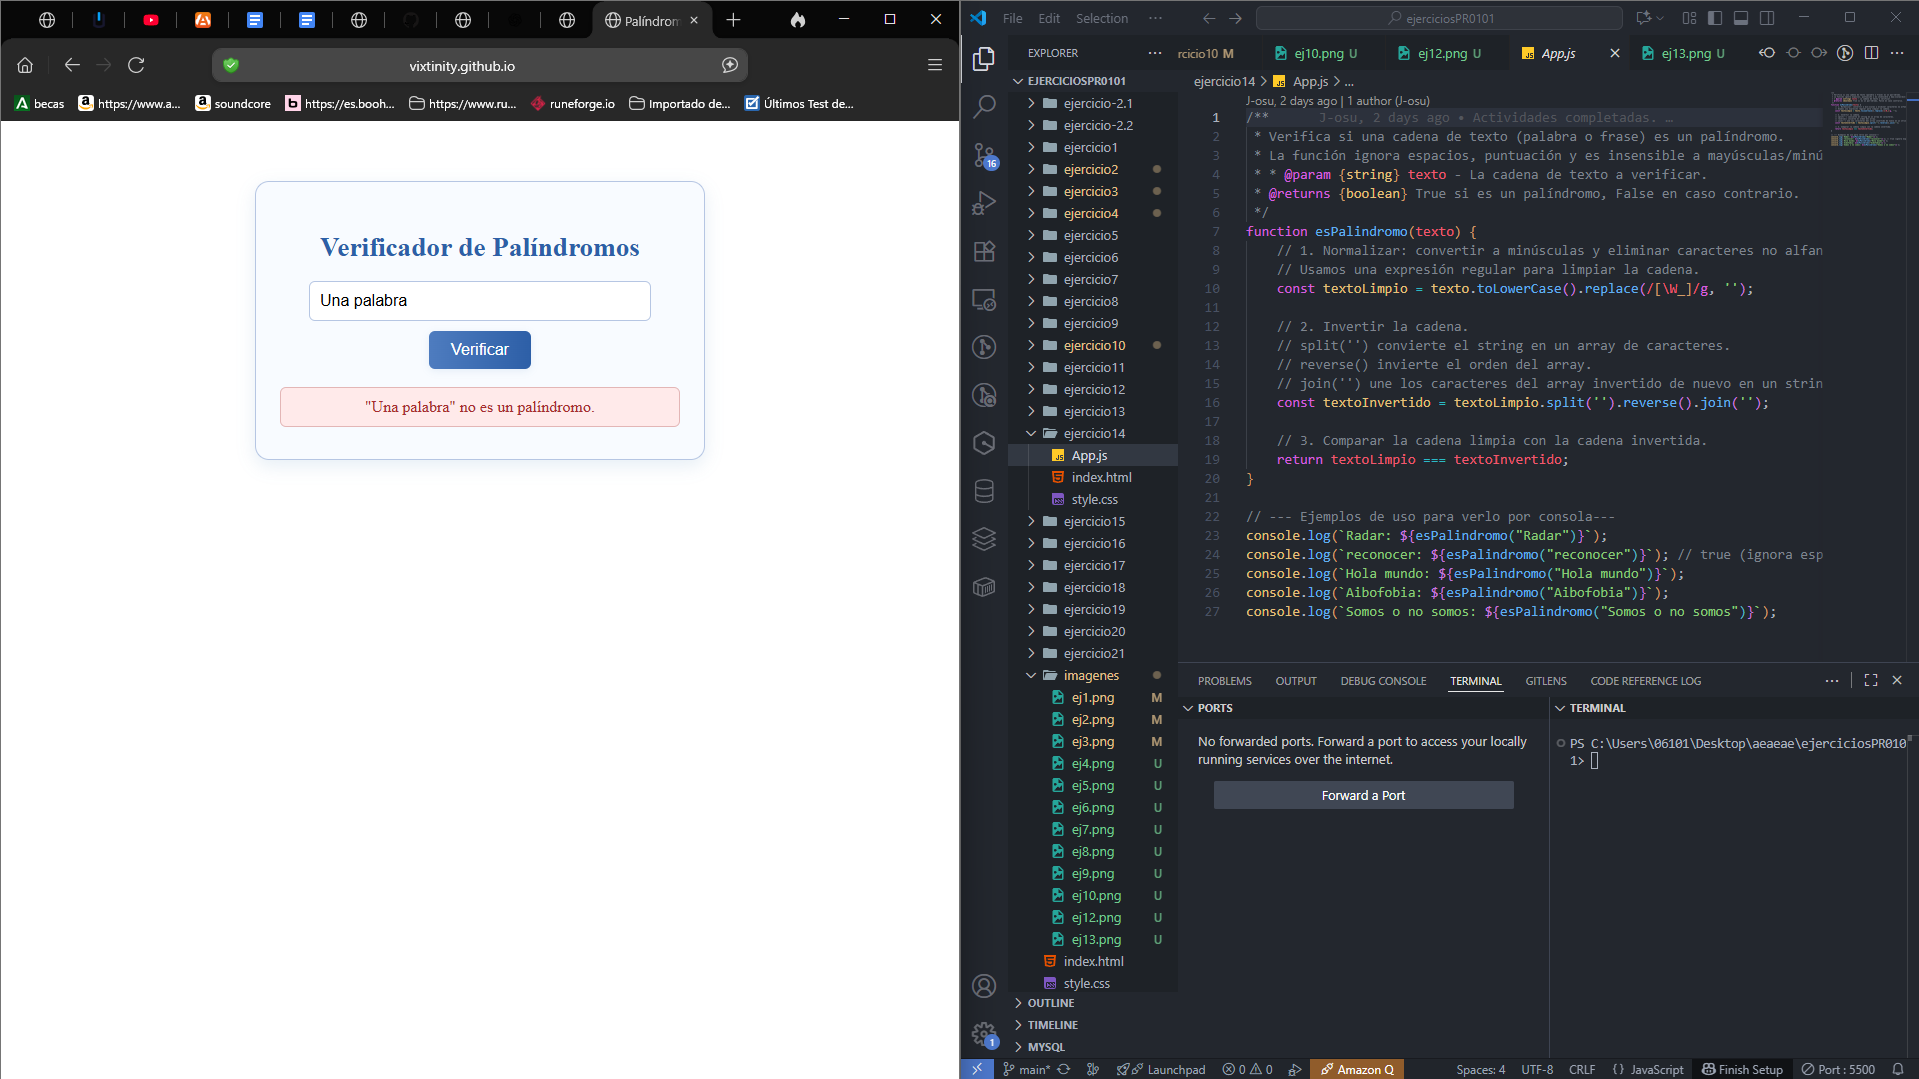 Palíndrom
vixtinity.github.io
becas
https://www.a...
soundcore
https://es.booh...
https://www.ru...
runeforge.io
Importado de...
Últimos Test de...
Verificador de Palíndromos
Una palabra
Verificar
"Una palabra" no es un palíndromo.
File
Edit
Selection
ejerciciosPR0101
EXPLORER
EJERCICIOSPR0101
ejercicio-2.1
ejercicio-2.2
ejercicio1
ejercicio2
ejercicio3
ejercicio4
ejercicio5
ejercicio6
ejercicio7
ejercicio8
ejercicio9
ejercicio10
ejercicio11
ejercicio12
ejercicio13
ejercicio14
App.js
index.html
style.css
ejercicio15
ejercicio16
ejercicio17
ejercicio18
ejercicio19
ejercicio20
ejercicio21
imagenes
ej1.png M
ej2.png M
ej3.png M
ej4.png U
ej5.png U
ej6.png U
ej7.png U
ej8.png U
ej9.png U
ej10.png U
ej12.png U
ej13.png U
index.html
style.css
OUTLINE
TIMELINE
MYSQL
16
1
rcicio10 M
ej10.png U
ej12.png U
App.js
ej13.png U
ejercicio14 > App.js > ...
J-osu, 2 days ago | 1 author (J-osu)
1 /** J-osu, 2 days ago • Actividades completadas. …
2 * Verifica si una cadena de texto (palabra o frase) es un palíndromo.
3 * La función ignora espacios, puntuación y es insensible a mayúsculas/minú
4 * * @param {string} texto - La cadena de texto a verificar.
5 * @returns {boolean} True si es un palíndromo, False en caso contrario.
6 */
7 function esPalindromo(texto) {
8 // 1. Normalizar: convertir a minúsculas y eliminar caracteres no alfan
9 // Usamos una expresión regular para limpiar la cadena.
10 const textoLimpio = texto.toLowerCase().replace(/[\W_]/g, '');
11
12 // 2. Invertir la cadena.
13 // split('') convierte el string en un array de caracteres.
14 // reverse() invierte el orden del array.
15 // join('') une los caracteres del array invertido de nuevo en un strin
16 const textoInvertido = textoLimpio.split('').reverse().join('');
17
18 // 3. Comparar la cadena limpia con la cadena invertida.
19 return textoLimpio === textoInvertido;
20 }
21
22 // --- Ejemplos de uso para verlo por consola---
23 console.log(`Radar: ${esPalindromo("Radar")}`);
24 console.log(`reconocer: ${esPalindromo("reconocer")}`); // true (ignora esp
25 console.log(`Hola mundo: ${esPalindromo("Hola mundo")}`);
26 console.log(`Aibofobia: ${esPalindromo("Aibofobia")}`);
27 console.log(`Somos o no somos: ${esPalindromo("Somos o no somos")}`);
PROBLEMS
OUTPUT
DEBUG CONSOLE
TERMINAL
GITLENS
CODE REFERENCE LOG
PORTS
No forwarded ports. Forward a port to access your locally
running services over the internet.
Forward a Port
TERMINAL
PS C:\Users\06101\Desktop\aeaeae\ejerciciosPR010
1>
main*
Launchpad
0
0
Amazon Q
Spaces: 4
UTF-8
CRLF
{ } JavaScript
Finish Setup
Port : 5500